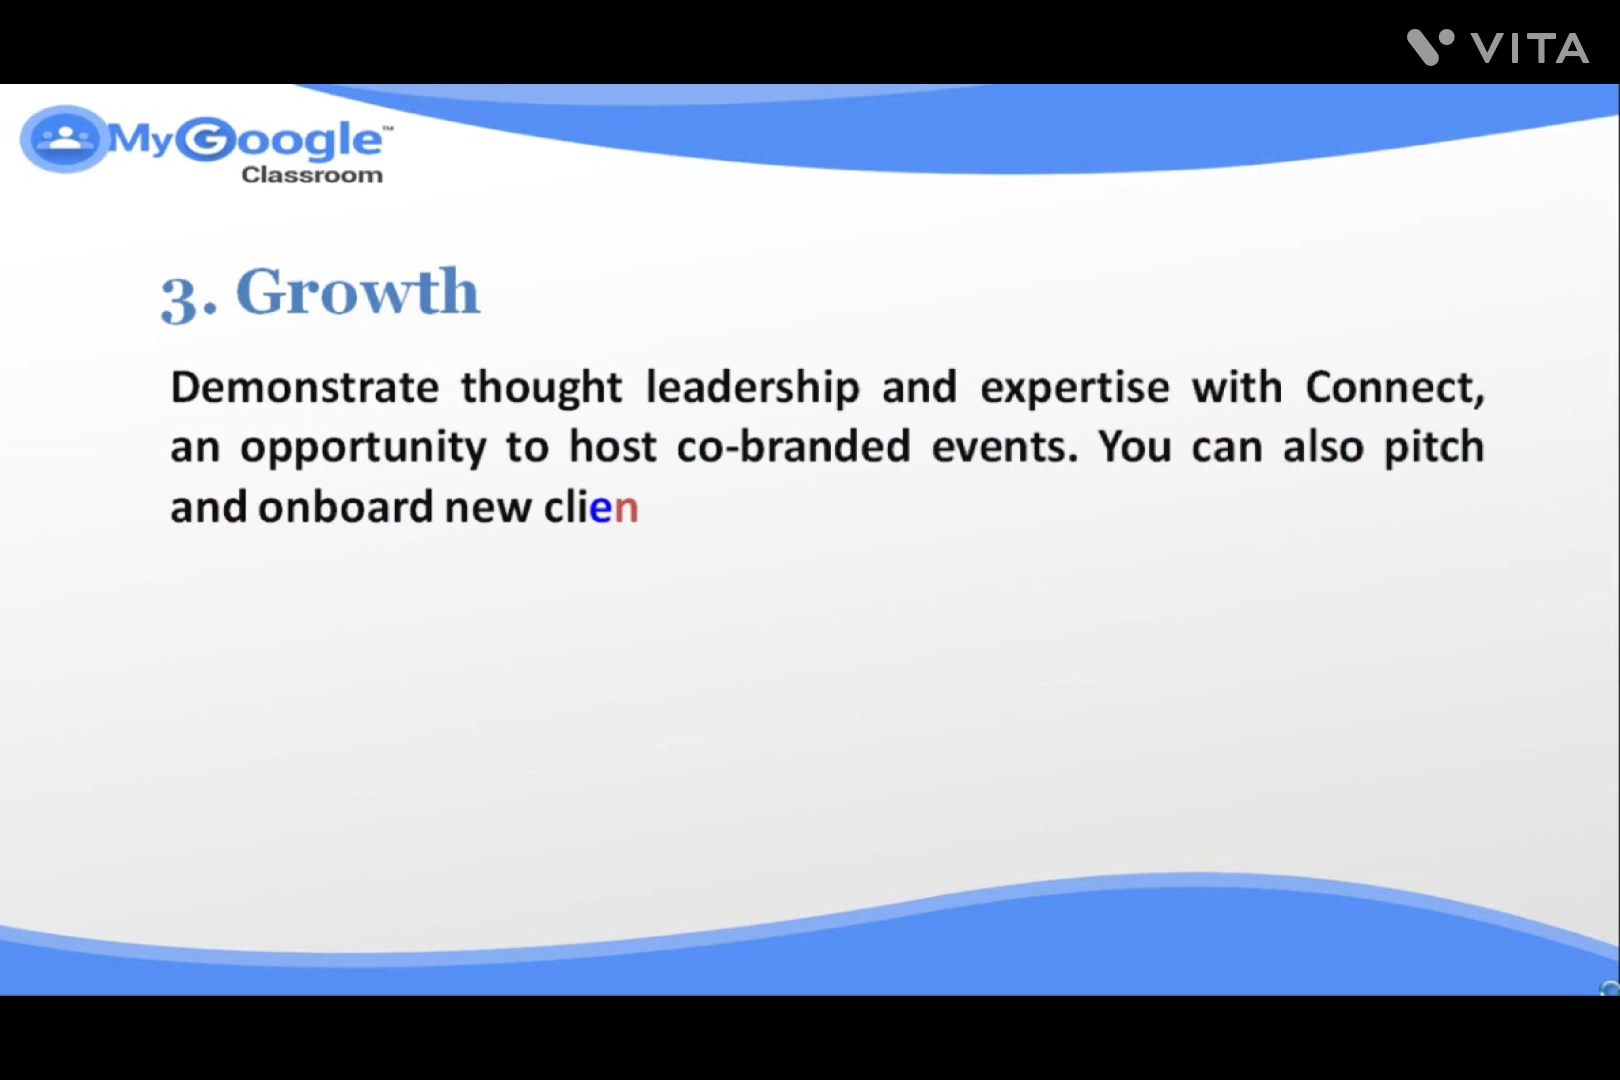 VITA
MyGoogle™
Classroom
3. Growth
Demonstrate thought leadership and expertise with Connect,
an opportunity to host co-branded events. You can also pitch
and onboard new clien